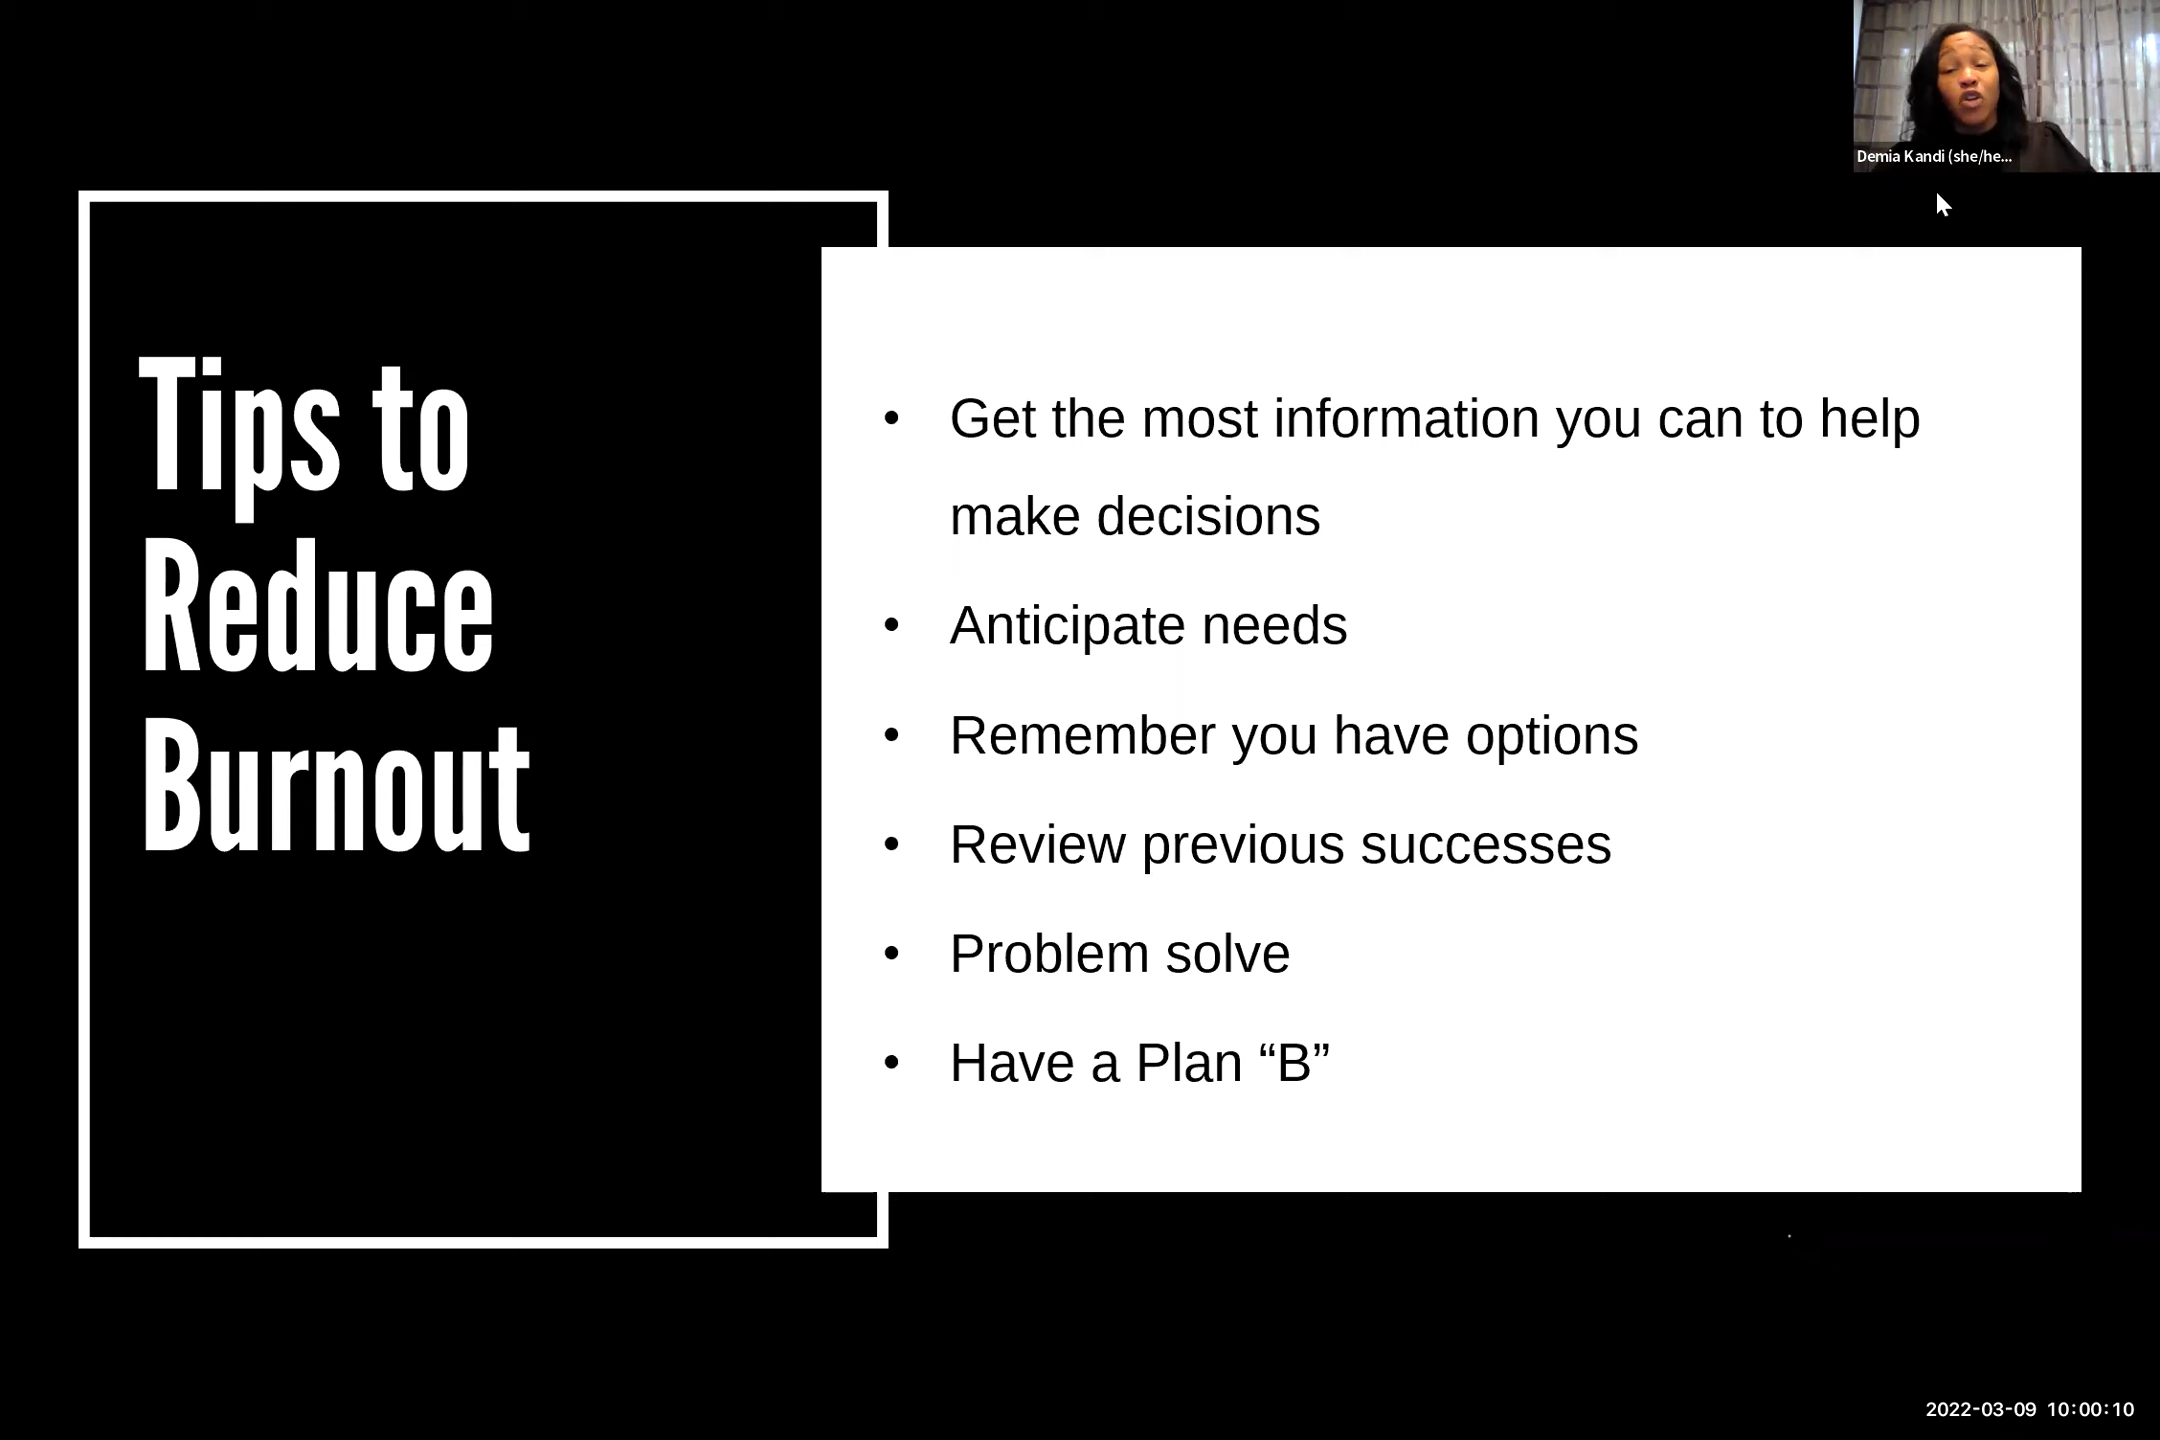 Demia Kandi (she/he...
Tips to
Reduce
Burnout
• Get the most information you can to help
make decisions
• Anticipate needs
• Remember you have options
• Review previous successes
• Problem solve
• Have a Plan “B”
2022-03-09 10:00:10